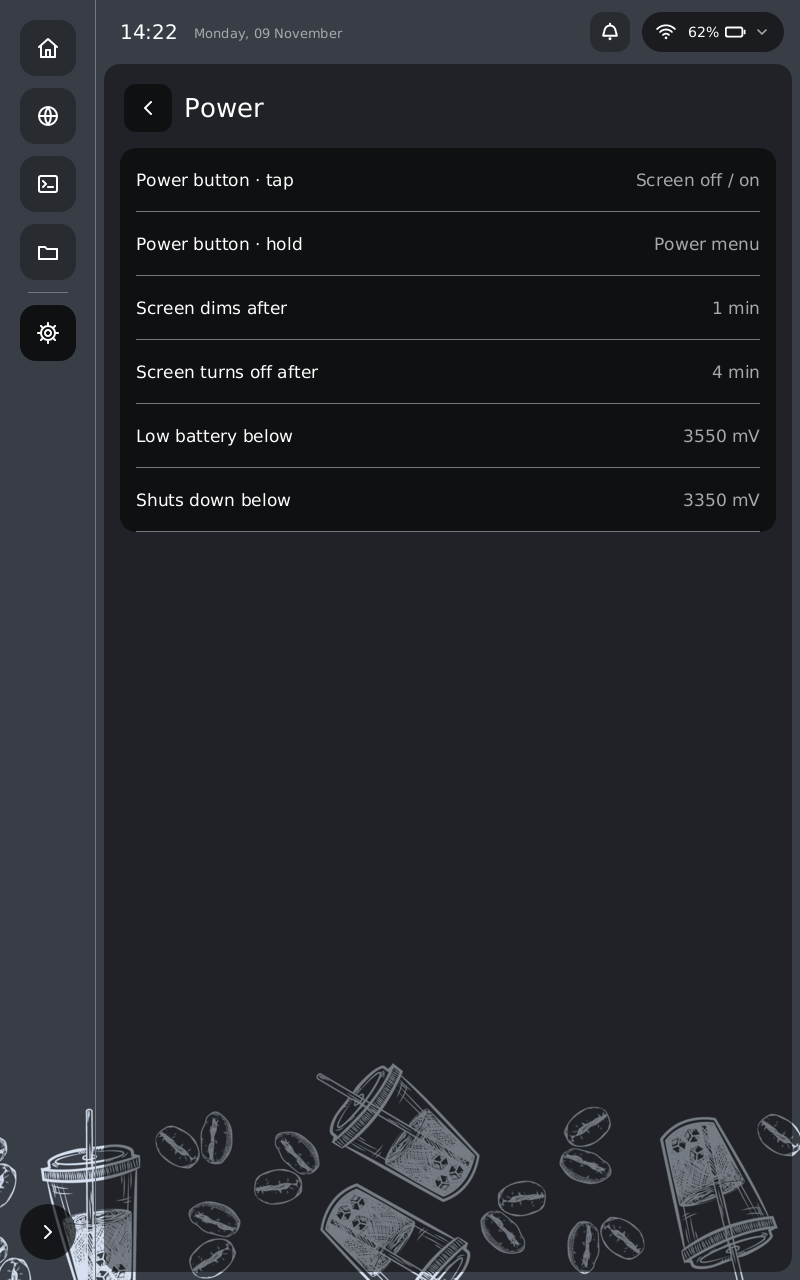 14:22 Monday, 09 November 62%
Power
Power button · tap Screen off / on
Power button · hold Power menu
Screen dims after 1 min
Screen turns off after 4 min
Low battery below 3550 mV
Shuts down below 3350 mV